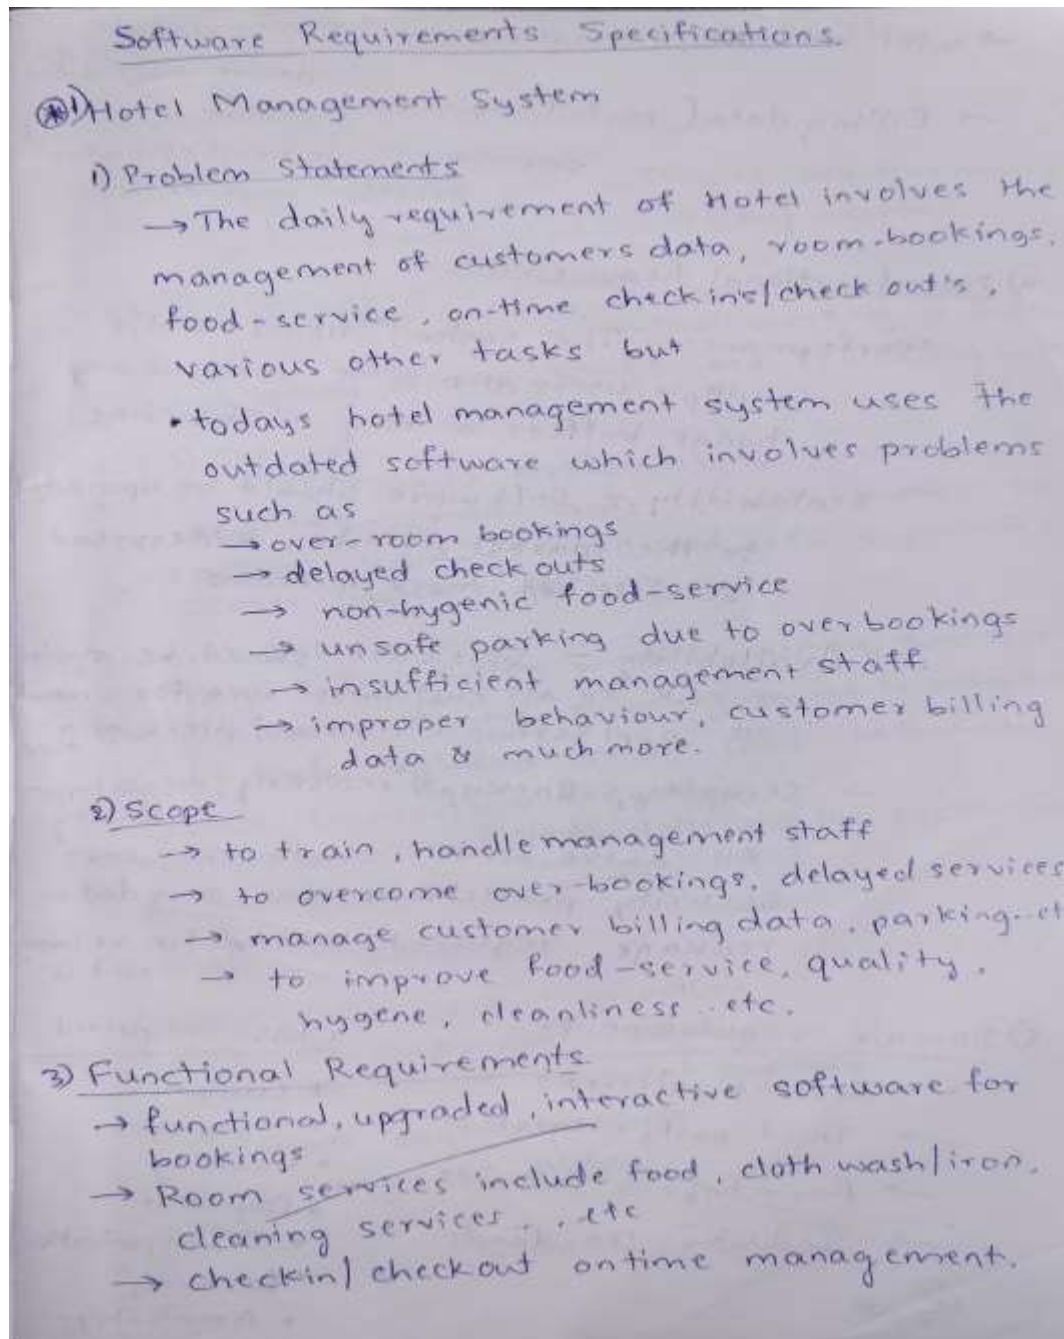 Software Requirements Specifications.
1) Hotel Management System
1) Problem Statements
→ The daily requirement of Hotel involves the
management of customers data, room-bookings,
food-service, on-time check in's/check out's,
various other tasks but
• todays hotel management system uses the
outdated software which involves problems
such as
→ over-room bookings
→ delayed check outs
→ non-hygenic food-service
→ unsafe parking due to over bookings
→ insufficient management staff
→ improper behaviour, customer billing
data & much more.
2) Scope
→ to train, handle management staff
→ to overcome over-bookings, delayed services
→ manage customer billing data, parking..et
→ to improve food-service, quality,
hygene, cleanliness etc.
3) Functional Requirements
→ functional, upgraded, interactive software for
bookings
→ Room services include food, cloth wash/iron,
cleaning services, , etc
→ checkin/checkout ontime management.